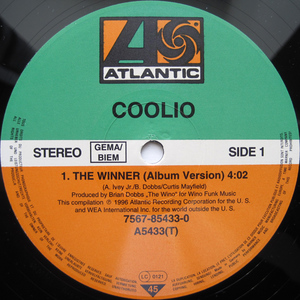 ATLANTIC
COOLIO
STEREO GEMA/BIEM SIDE 1
1. THE WINNER (Album Version) 4:02
A. Ivey Jr./B. Dobbs/Curtis Mayfield)
Produced by Brian Dobbs „The Wino“ for Wino Funk Music
This compilation ℗ 1996 Atlantic Recording Corporation for the U.S.
and WEA International Inc. for the world outside the U. S.
7567-85433-0
A5433(T)
LC 0121
45